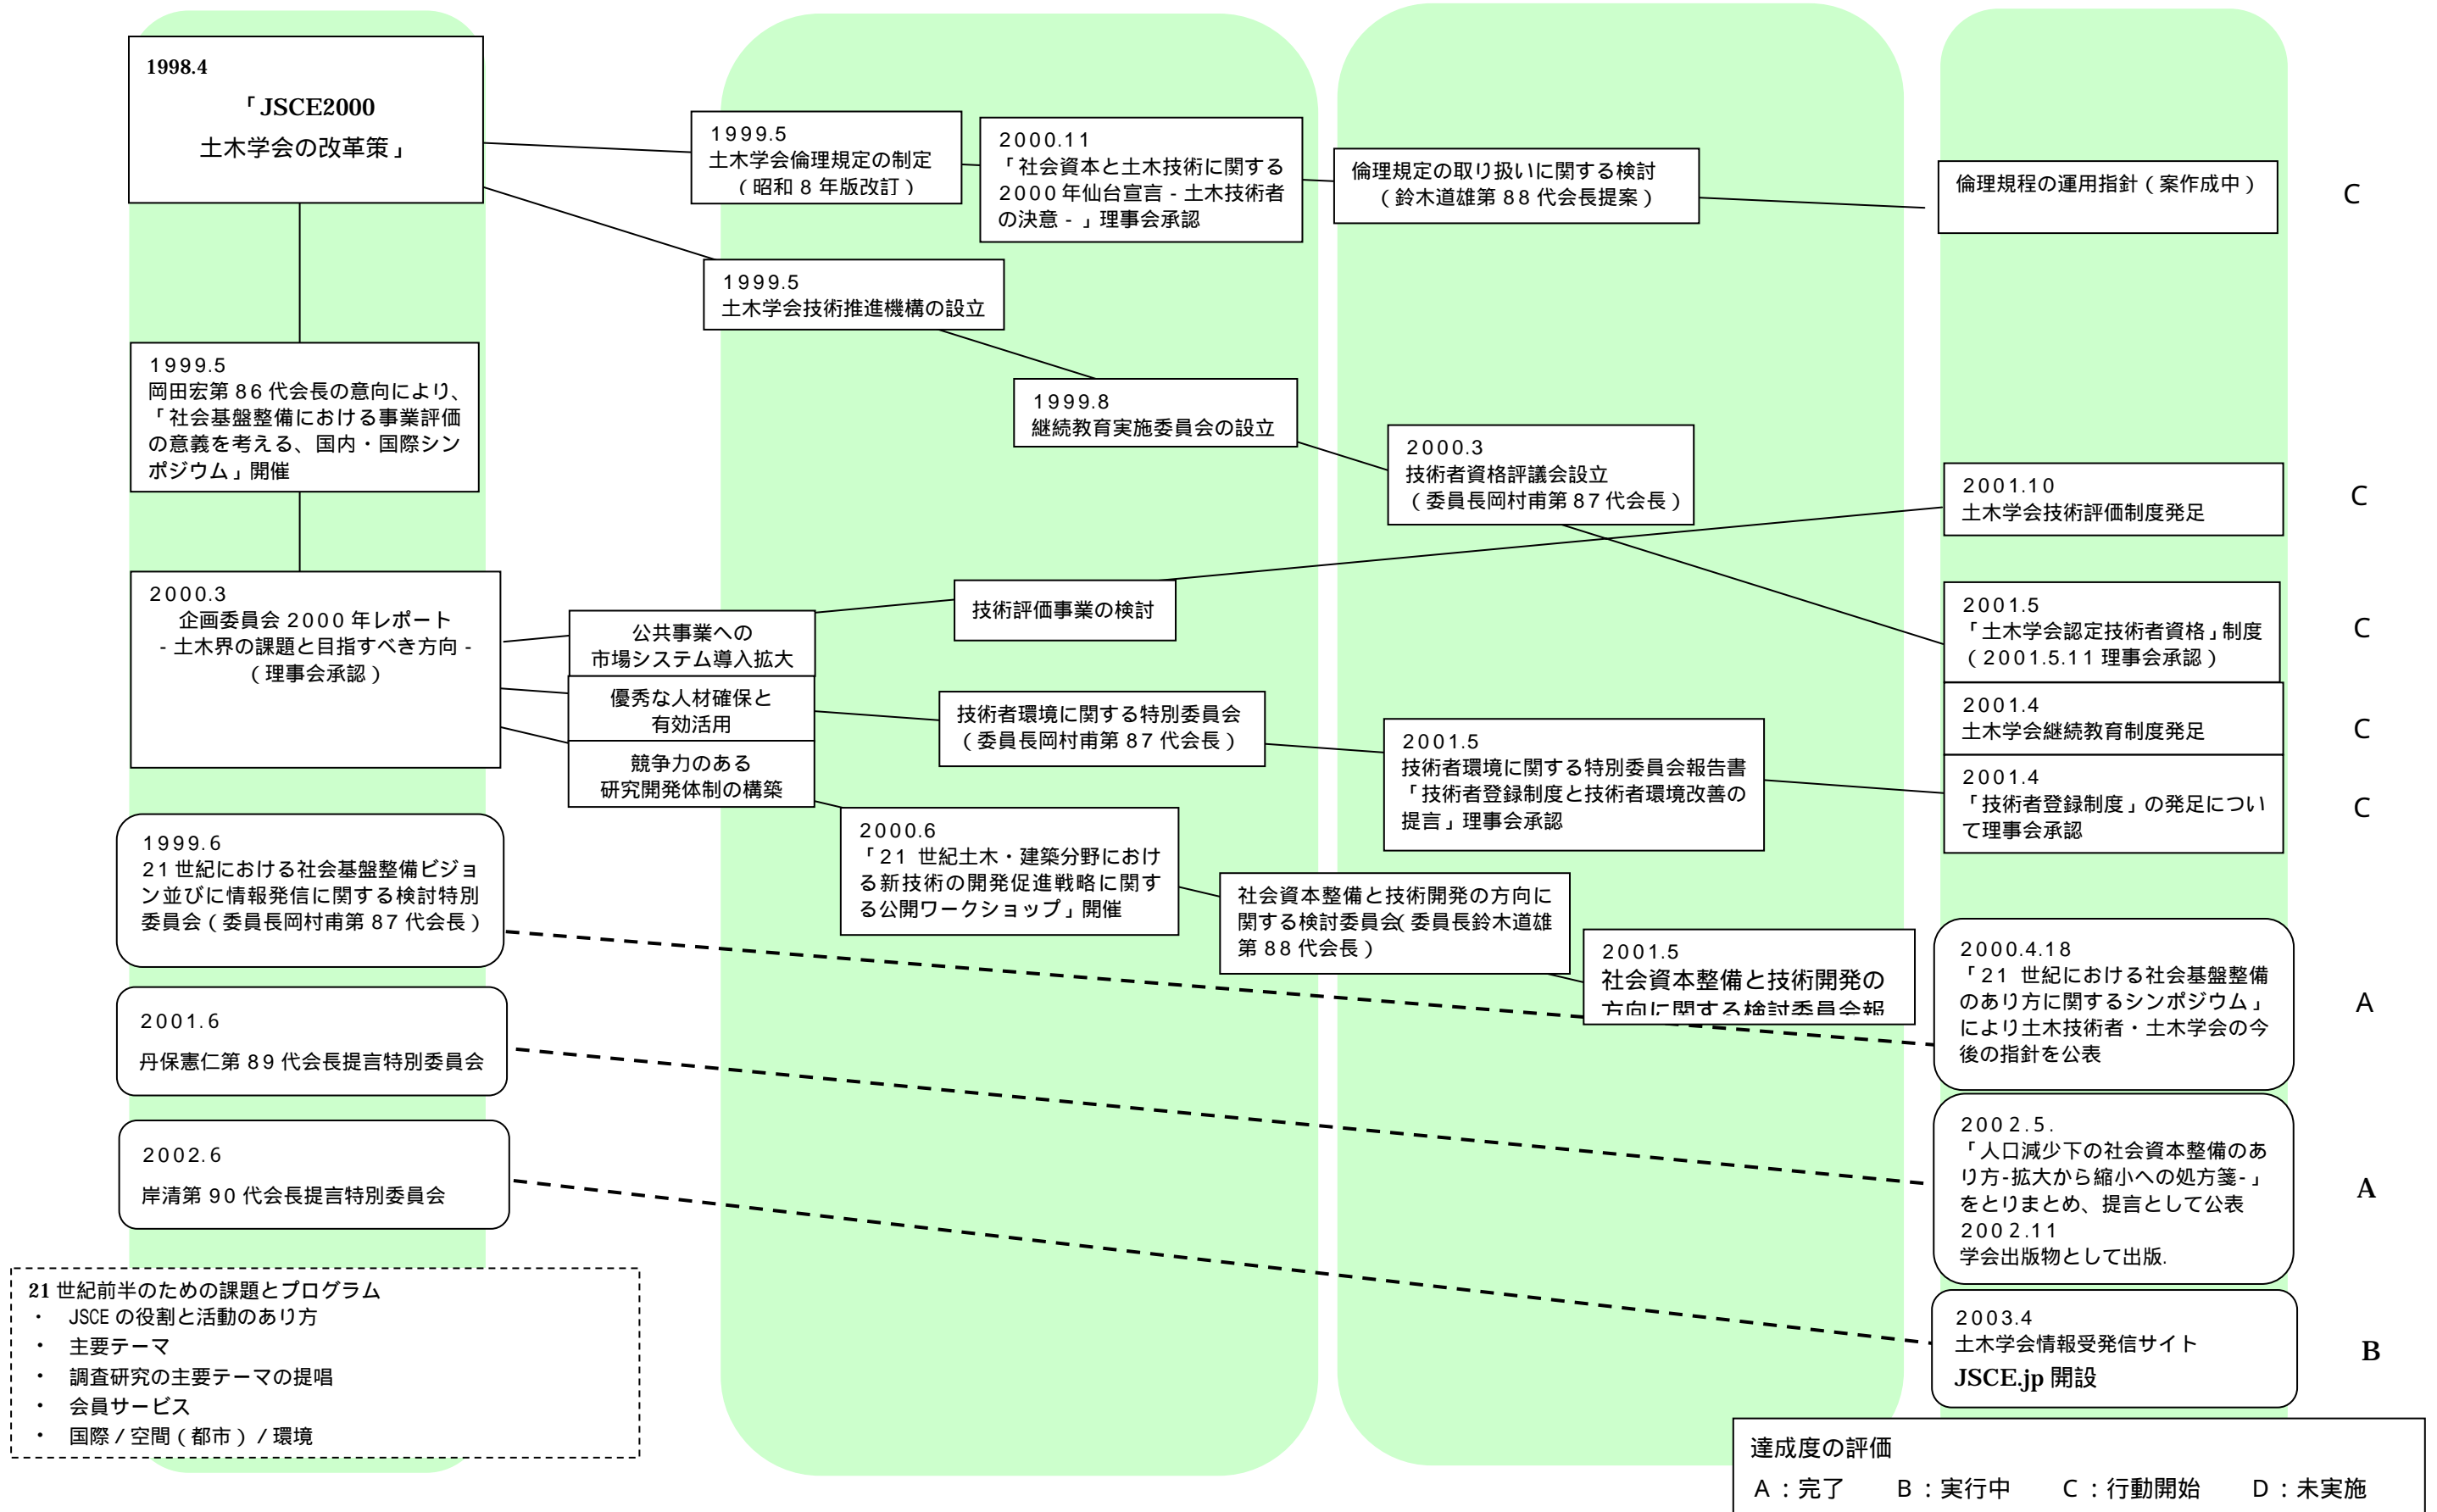 1998.4
「JSCE2000
土木学会の改革策」
1999.5
土木学会倫理規定の制定
（昭和8年版改訂）
2000.11
「社会資本と土木技術に関する
2000年仙台宣言-土木技術者
の決意-」理事会承認
倫理規定の取り扱いに関する検討
（鈴木道雄第88代会長提案）
倫理規程の運用指針（案作成中）
C
1999.5
土木学会技術推進機構の設立
1999.5
岡田宏第86代会長の意向により、
「社会基盤整備における事業評価
の意義を考える、国内・国際シン
ポジウム」開催
1999.8
継続教育実施委員会の設立
2000.3
技術者資格評議会設立
（委員長岡村甫第87代会長）
2001.10
土木学会技術評価制度発足
C
2000.3
企画委員会2000年レポート
-土木界の課題と目指すべき方向-
（理事会承認）
公共事業への
市場システム導入拡大
技術評価事業の検討
2001.5
「土木学会認定技術者資格」制度
（2001.5.11理事会承認）
C
優秀な人材確保と
有効活用
技術者環境に関する特別委員会
（委員長岡村甫第87代会長）
2001.5
技術者環境に関する特別委員会報告書
「技術者登録制度と技術者環境改善の
提言」理事会承認
2001.4
土木学会継続教育制度発足
C
2001.4
「技術者登録制度」の発足につい
て理事会承認
C
競争力のある
研究開発体制の構築
2000.6
「21 世紀土木・建築分野におけ
る新技術の開発促進戦略に関す
る公開ワークショップ」開催
社会資本整備と技術開発の方向に
関する検討委員会（委員長鈴木道雄
第88代会長）
2001.5
社会資本整備と技術開発の
方向に関する検討委員会報
1999.6
21世紀における社会基盤整備ビジョ
ン並びに情報発信に関する検討特別
委員会（委員長岡村甫第87代会長）
2000.4.18
「21 世紀における社会基盤整備
のあり方に関するシンポジウム」
により土木技術者・土木学会の今
後の指針を公表
A
2001.6
丹保憲仁第89代会長提言特別委員会
2002.5.
「人口減少下の社会資本整備のあ
り方-拡大から縮小への処方箋-」
をとりまとめ、提言として公表
2002.11
学会出版物として出版.
A
2002.6
岸清第90代会長提言特別委員会
2003.4
土木学会情報受発信サイト
JSCE.jp開設
B
21世紀前半のための課題とプログラム
・ JSCEの役割と活動のあり方
・ 主要テーマ
・ 調査研究の主要テーマの提唱
・ 会員サービス
・ 国際/空間（都市）/環境
達成度の評価
A：完了 B：実行中 C：行動開始 D：未実施